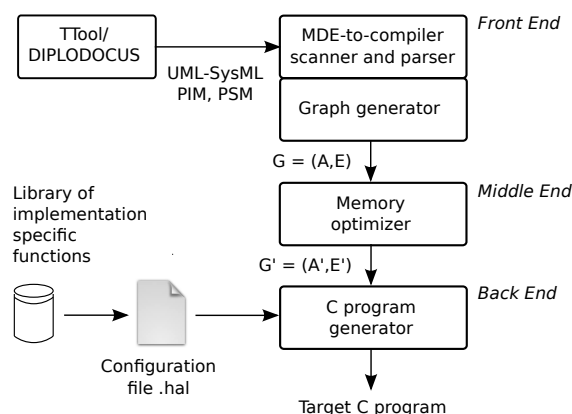 TTool/
DIPLODOCUS
UML-SysML
PIM, PSM
MDE-to-compiler
scanner and parser
Front End
Graph generator
G = (A,E)
Memory
optimizer
Middle End
G' = (A',E')
Library of
implementation
specific
functions
Configuration
file .hal
C program
generator
Back End
Target C program